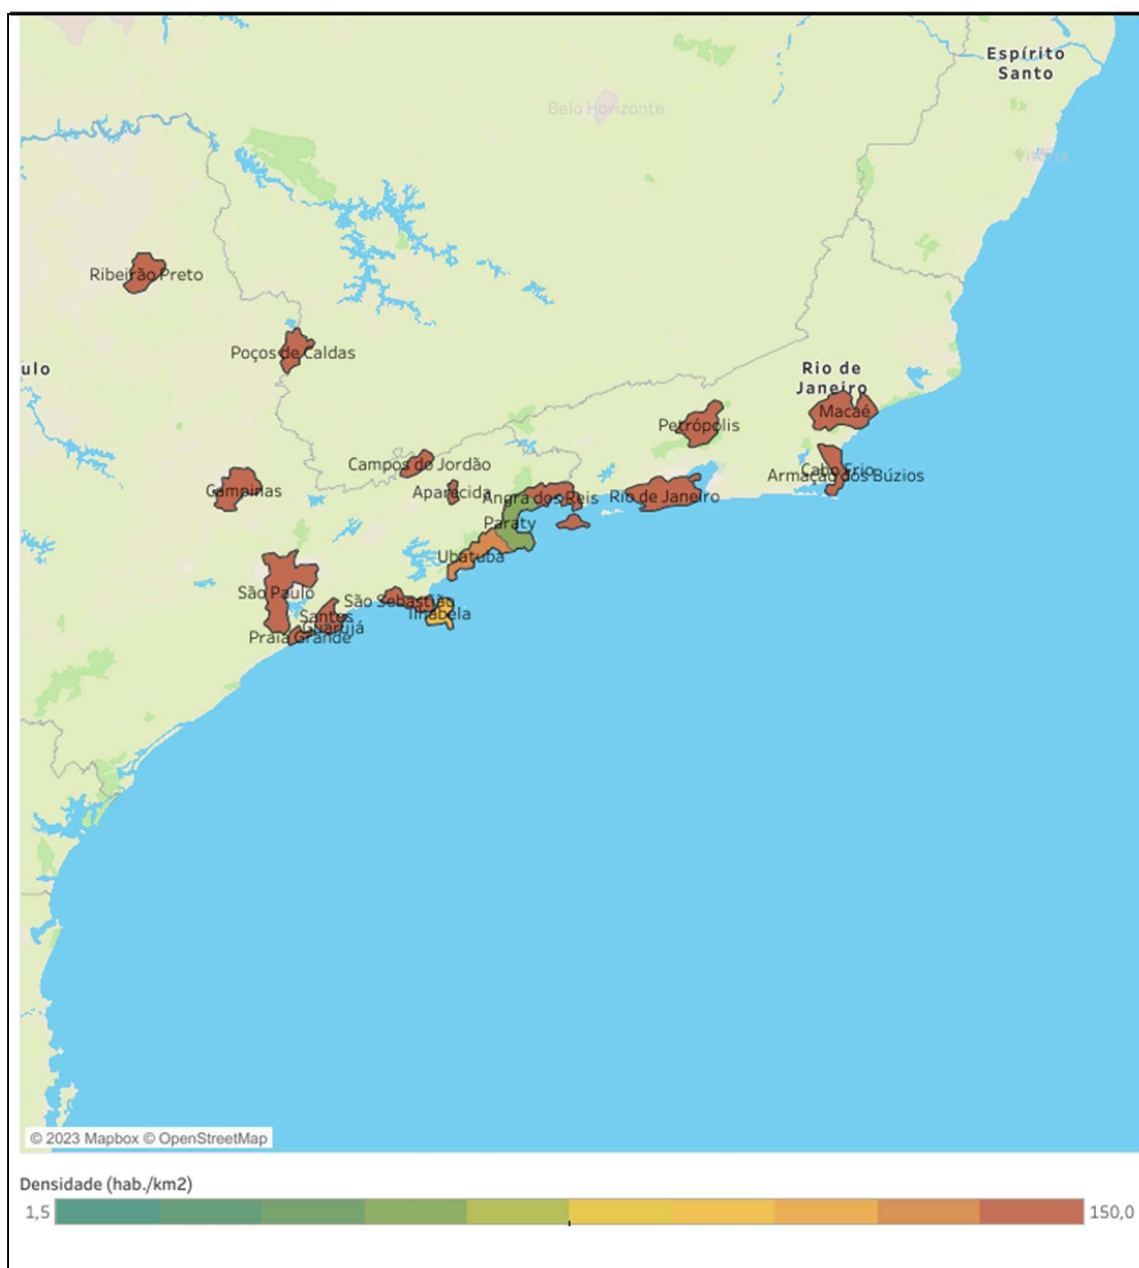 Espírito
Santo
Belo Horizonte
Vitória
Ribeirão Preto
Poços de Caldas
ulo
Rio de
Janeiro
Macaé
Petrópolis
Campos do Jordão
Cabo Frio
Armação dos Búzios
Campinas
Aparecida
Angra dos Reis
Rio de Janeiro
Paraty
Ubatuba
São Paulo
São Sebastião
Ilhabela
Santos
Guarujá
Praia Grande
© 2023 Mapbox © OpenStreetMap
Densidade (hab./km2)
1,5
150,0